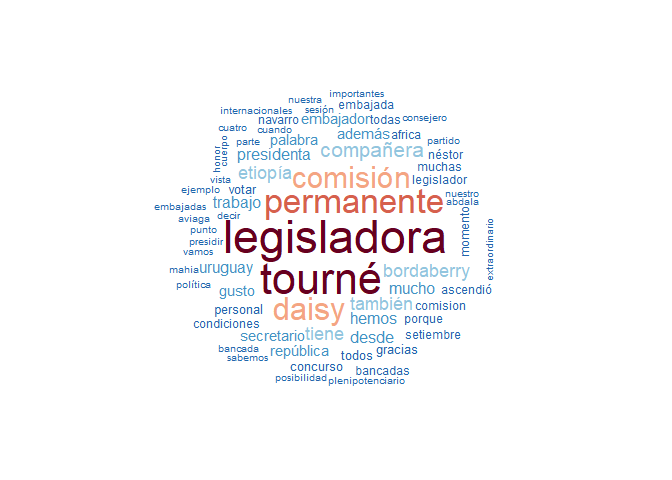 importantes
nuestra
internacionales sesión embajada
navarro embajador todas consejero
cuatro cuando además africa
parte palabra partido
honor cuerpo presidenta compañera néstor
vista etiopía comisión muchas
ejemplo votar legislador
trabajo permanente nuestro
embajadas decir abdala
aviaga
punto legisladora momento
presidir extraordinario
vamos
mahia uruguay tourné bordaberry
política gusto mucho ascendió
personal daisy también comision
condiciones hemos porque
secretario tiene desde setiembre
bancada república todos gracias
sabemos concurso bancadas
posibilidad plenipotenciario